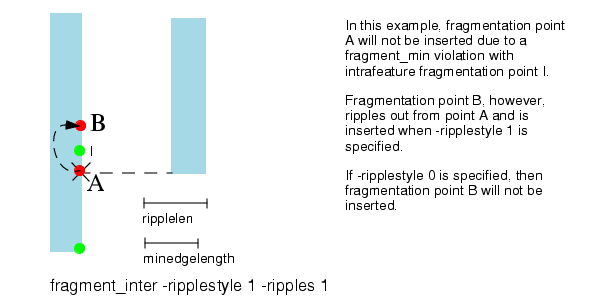 In this example, fragmentation point
A will not be inserted due to a
fragment_min violation with
intrafeature fragmentation point I.
Fragmentation point B, however,
ripples out from point A and is
inserted when -ripplestyle 1 is
specified.
If -ripplestyle 0 is specified, then
fragmentation point B will not be
inserted.
B
I
A
ripplelen
minedgelength
fragment_inter -ripplestyle 1 -ripples 1